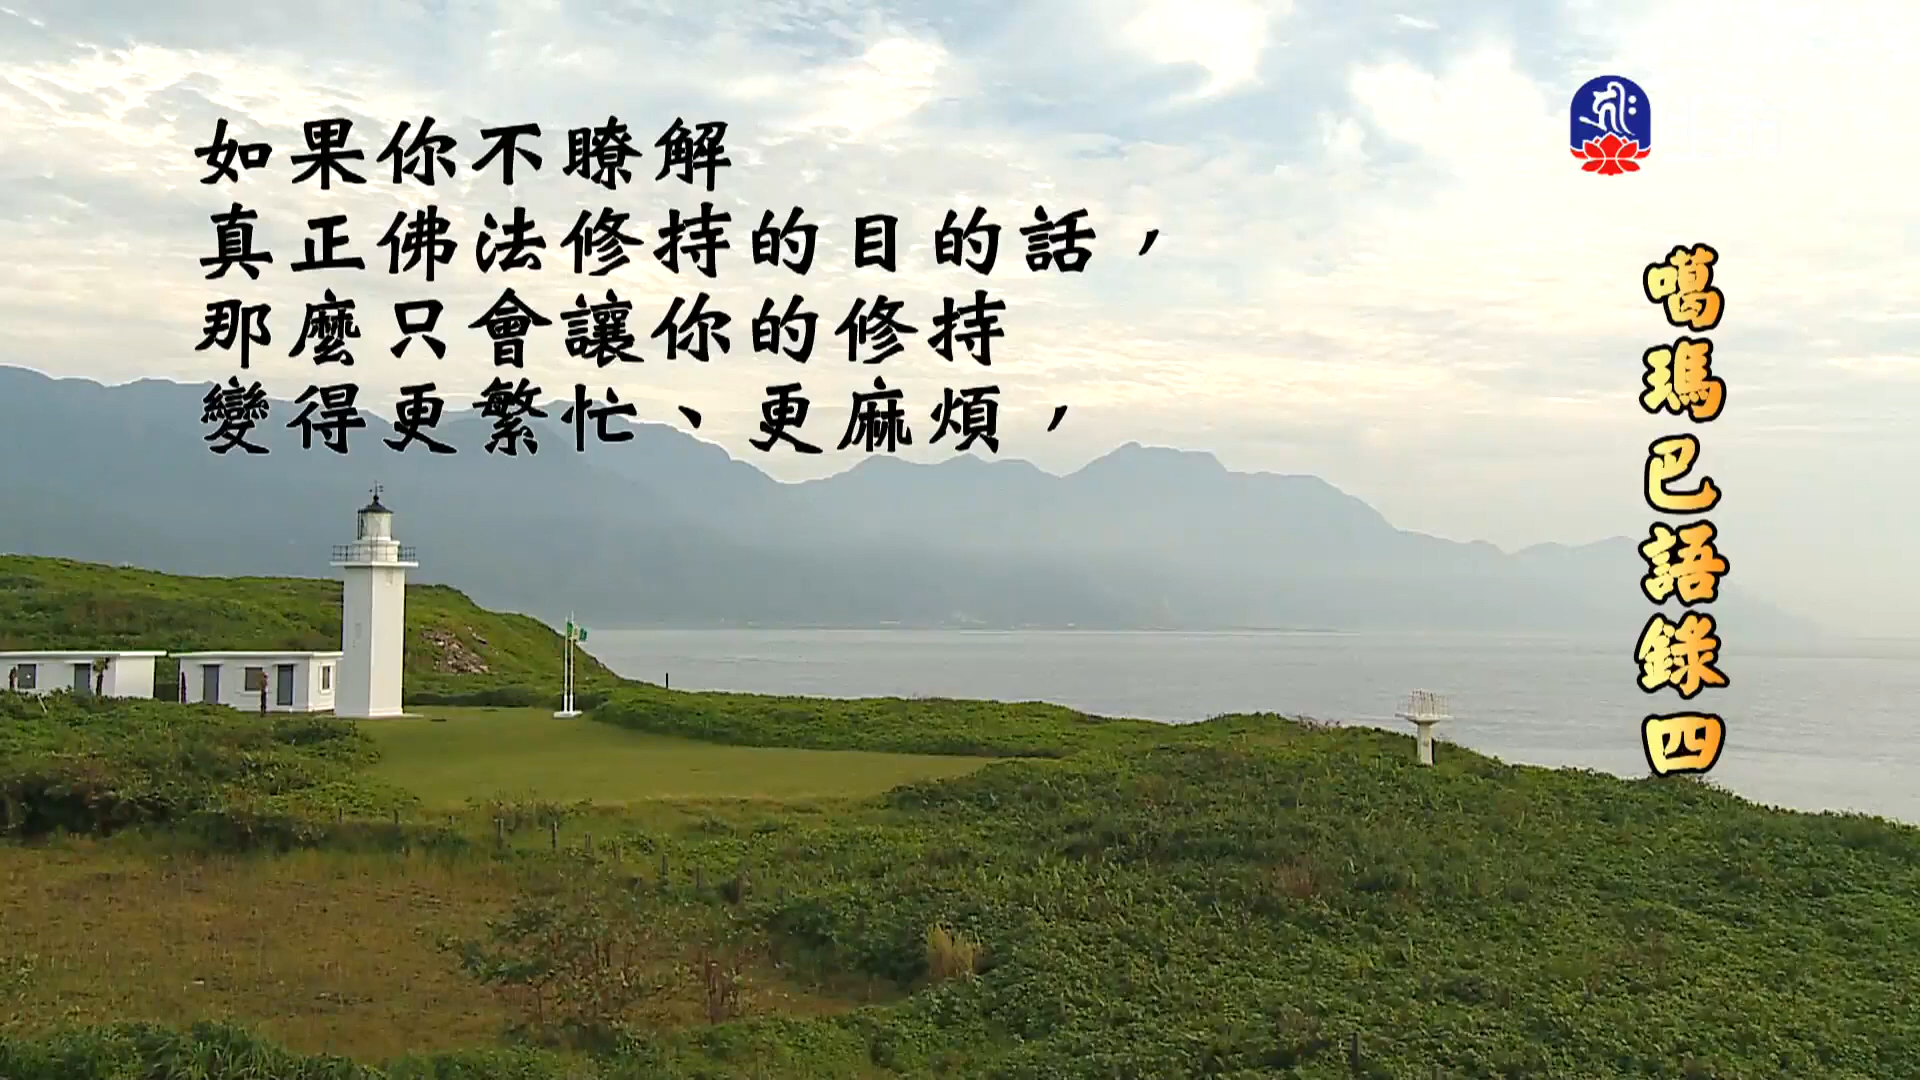 如果你不瞭解
真正佛法修持的目的話，
那麼只會讓你的修持
變得更繁忙、更麻煩，
噶瑪巴語錄四